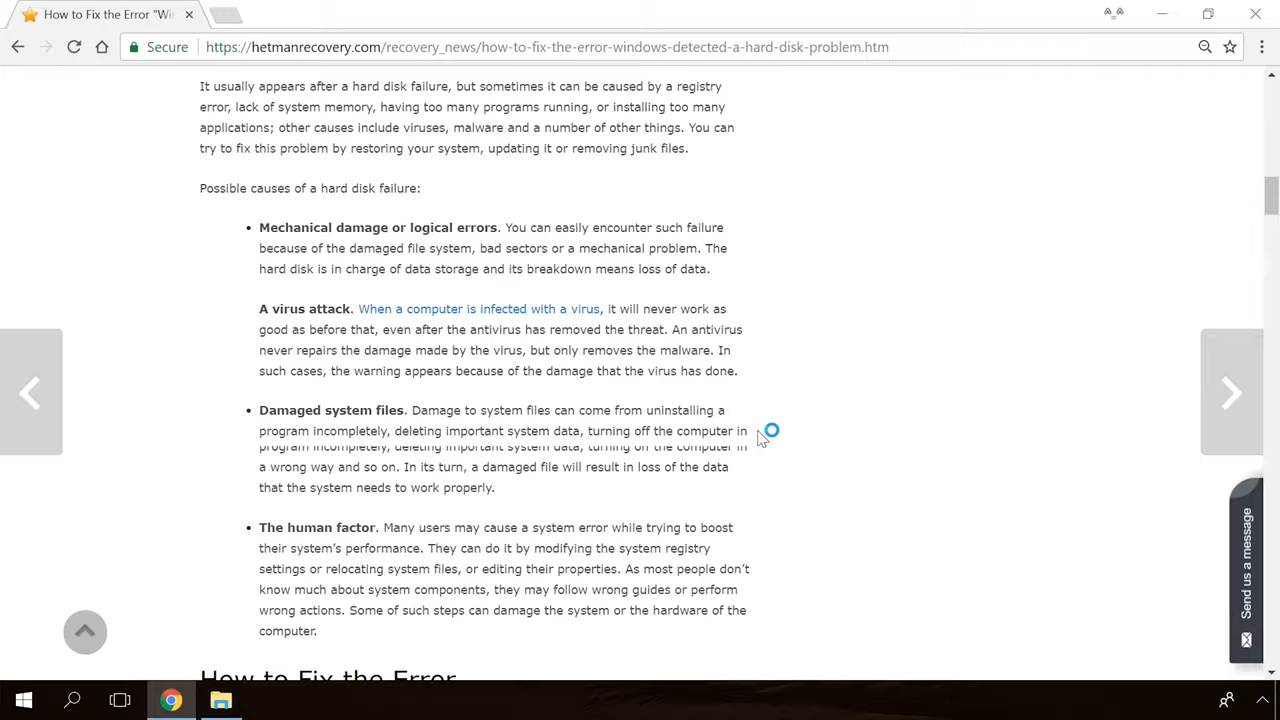 How to Fix the Error "Wi
Secure
https://hetmanrecovery.com/recovery_news/how-to-fix-the-error-windows-detected-a-hard-disk-problem.htm
It usually appears after a hard disk failure, but sometimes it can be caused by a registry
error, lack of system memory, having too many programs running, or installing too many
applications; other causes include viruses, malware and a number of other things. You can
try to fix this problem by restoring your system, updating it or removing junk files.
Possible causes of a hard disk failure:
• Mechanical damage or logical errors. You can easily encounter such failure
because of the damaged file system, bad sectors or a mechanical problem. The
hard disk is in charge of data storage and its breakdown means loss of data.
A virus attack. When a computer is infected with a virus, it will never work as
good as before that, even after the antivirus has removed the threat. An antivirus
never repairs the damage made by the virus, but only removes the malware. In
such cases, the warning appears because of the damage that the virus has done.
• Damaged system files. Damage to system files can come from uninstalling a
program incompletely, deleting important system data, turning off the computer in
program incompletely, deleting important system data, turning off the computer in
a wrong way and so on. In its turn, a damaged file will result in loss of the data
that the system needs to work properly.
• The human factor. Many users may cause a system error while trying to boost
their system's performance. They can do it by modifying the system registry
settings or relocating system files, or editing their properties. As most people don't
know much about system components, they may follow wrong guides or perform
wrong actions. Some of such steps can damage the system or the hardware of the
computer.
How to Fix the Error
Send us a message